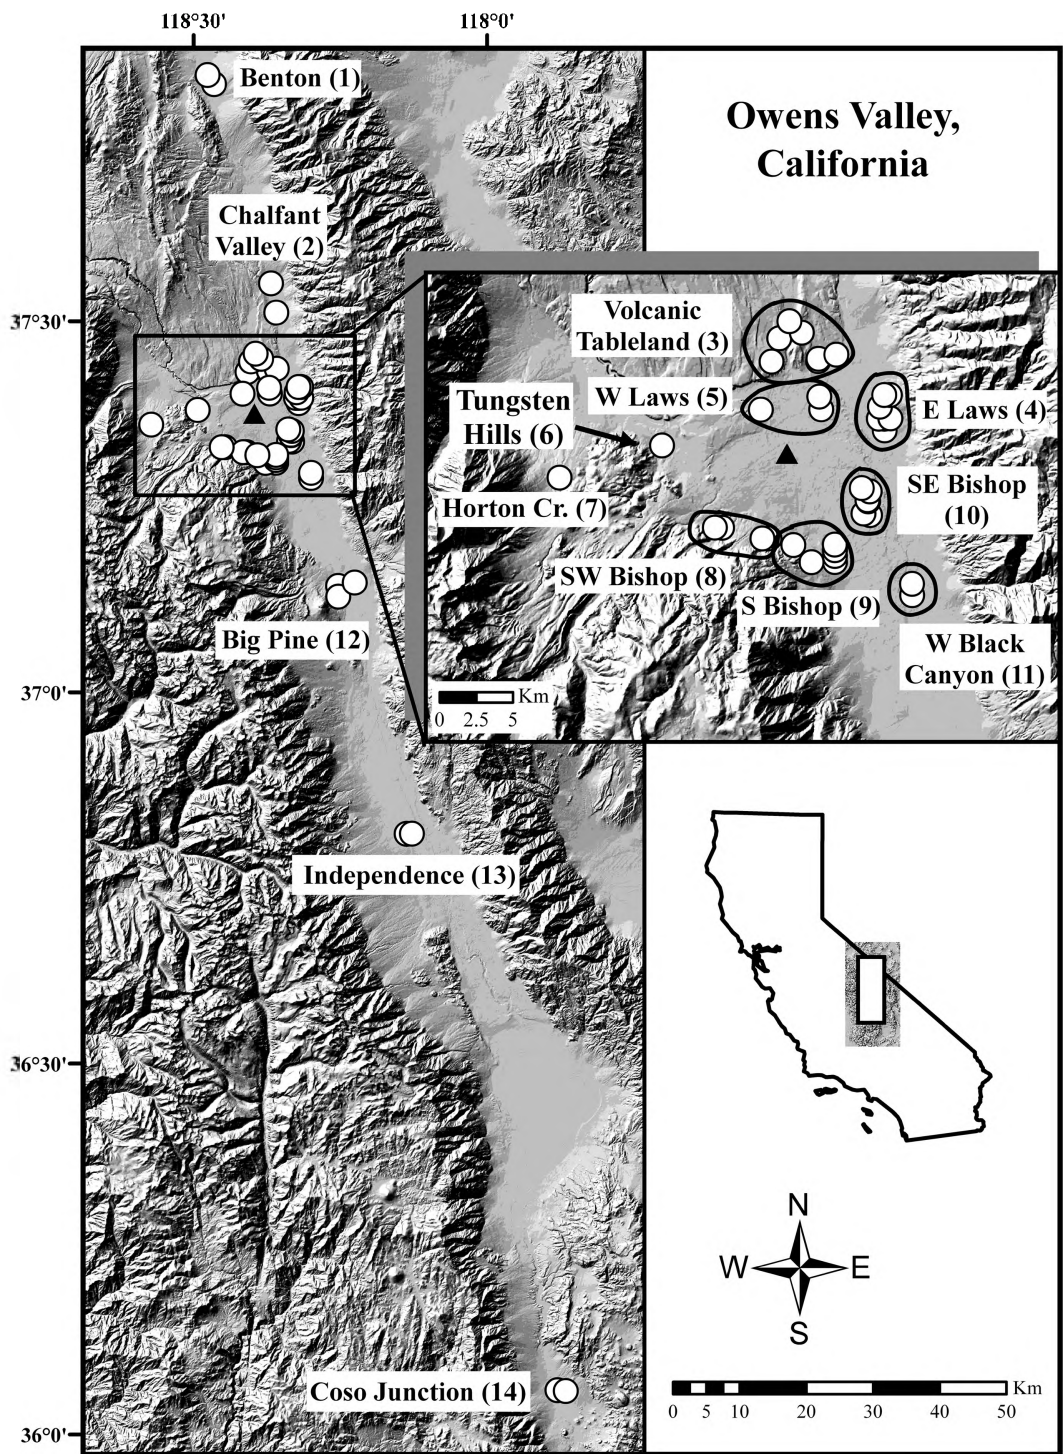 118°30'
118°0'
Benton (1)
Owens Valley,
California
Chalfant
Valley (2)
37°30'
Volcanic
Tableland (3)
W Laws (5)
E Laws (4)
Tungsten
Hills (6)
Horton Cr. (7)
SE Bishop
(10)
SW Bishop (8)
S Bishop (9)
W Black
Canyon (11)
Km
0 2.5 5
Big Pine (12)
37°0'
Independence (13)
36°30'
N
W E
S
Coso Junction (14)
Km
0 5 10 20 30 40 50
36°0'